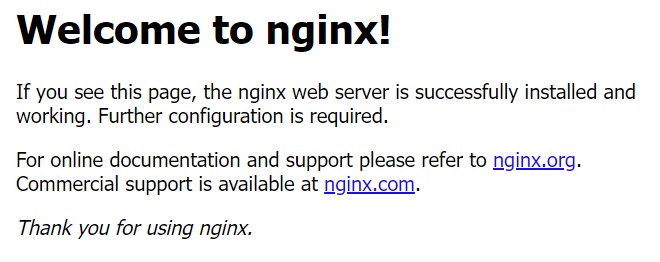 Welcome to nginx!
If you see this page, the nginx web server is successfully installed and
working. Further configuration is required.
For online documentation and support please refer to nginx.org.
Commercial support is available at nginx.com.
Thank you for using nginx.